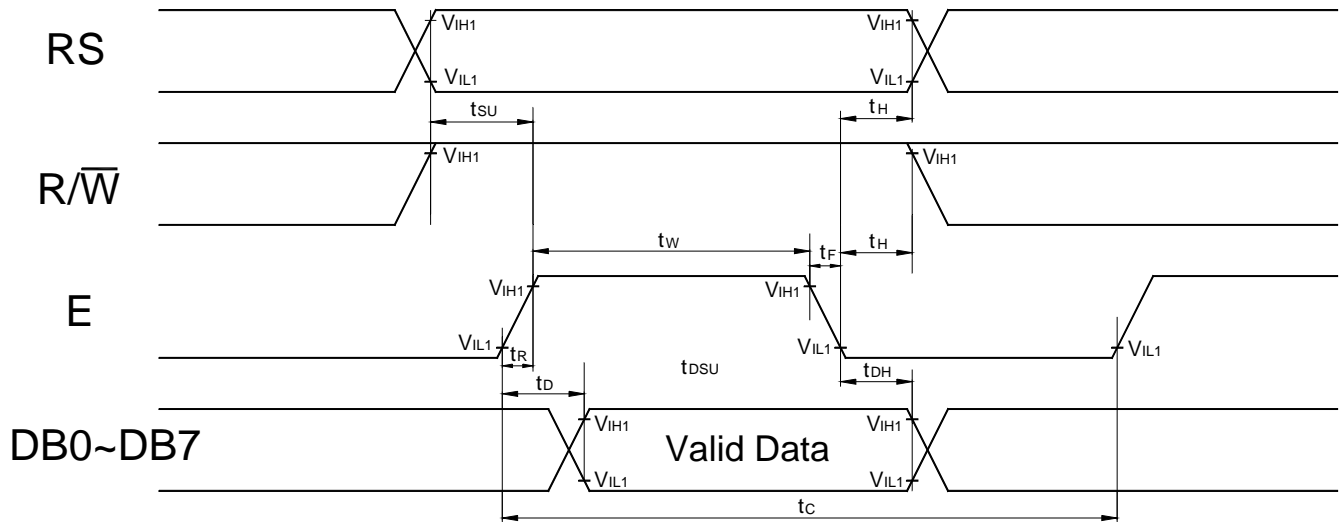 RS
VIH1
VIL1
VIH1
VIL1
tSU
tH
R/W̅
VIH1
VIH1
tW
tF
tH
E
VIH1
VIL1
VIH1
VIL1
VIL1
tR
tD
tDSU
tDH
DB0~DB7
VIH1
VIL1
Valid Data
VIH1
VIL1
tC